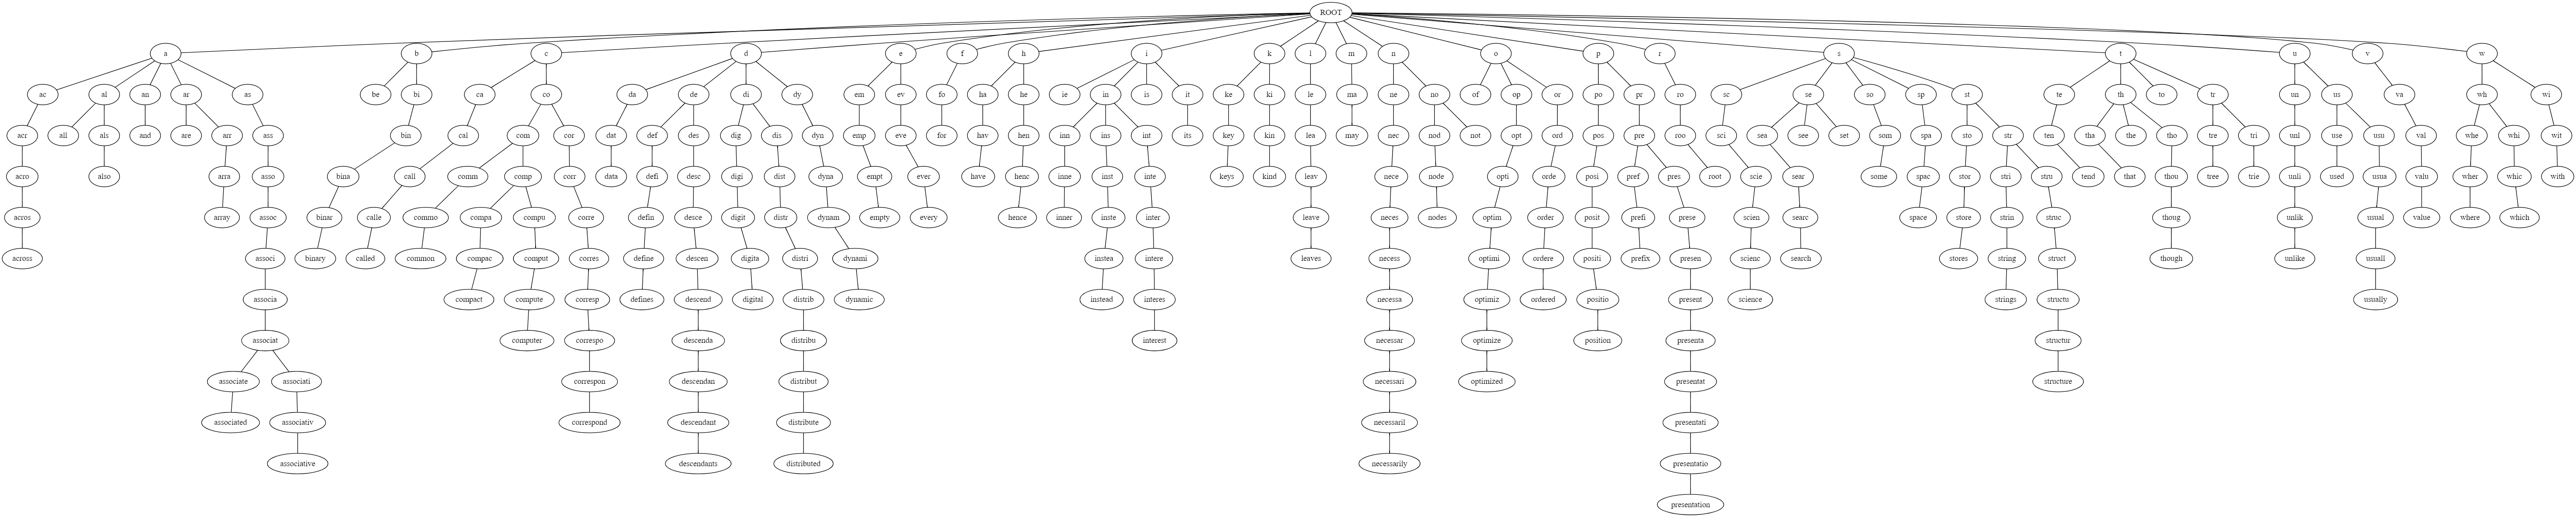 ROOT
a b c d e f h i k l m n o p r s t u v w
ac al an ar as be bi ca co da de di dy em ev fo ha he ie in is it ke ki le ma ne no of op or po pr ro sc se so sp st te th to tr un us va wh wi
acr all als and are arr ass bin cal com cor dat def des dig dis dyn emp eve for hav hen inn ins int its key kin lea may nec nod not opt ord pos pre roo sci sea see set som spa sto str ten tha the tho tre tri unl use usu val whe whi wit
acro also arra asso bina call comm comp corr data defi desc digi dist dyna empt ever have henc inne inst inte keys kind leav nece node opti orde posi pref pres root scie sear some spac stor stri stru tend that thou tree trie unli used usua valu wher whic with
acros array assoc binar calle commo compa compu corre defin desce digit distr dynam empty every hence inner inste inter leave neces nodes optim order posit prefi prese scien searc space store strin struc thoug unlik usual value where which
across associ binary called common compac comput corres define descen digita distri dynami instea intere leaves necess optimi ordere positi prefix presen scienc search stores string struct though unlike usuall
associa compact compute corresp defines descend digital distrib dynamic instead interes necessa optimiz ordered positio present science strings structu usually
associat computer correspo descenda distribu interest necessar optimize position presenta structur
associate associati correspon descendan distribut necessari optimized presentat structure
associated associativ correspond descendant distribute necessaril presentati
associative descendants distributed necessarily presentatio
presentation